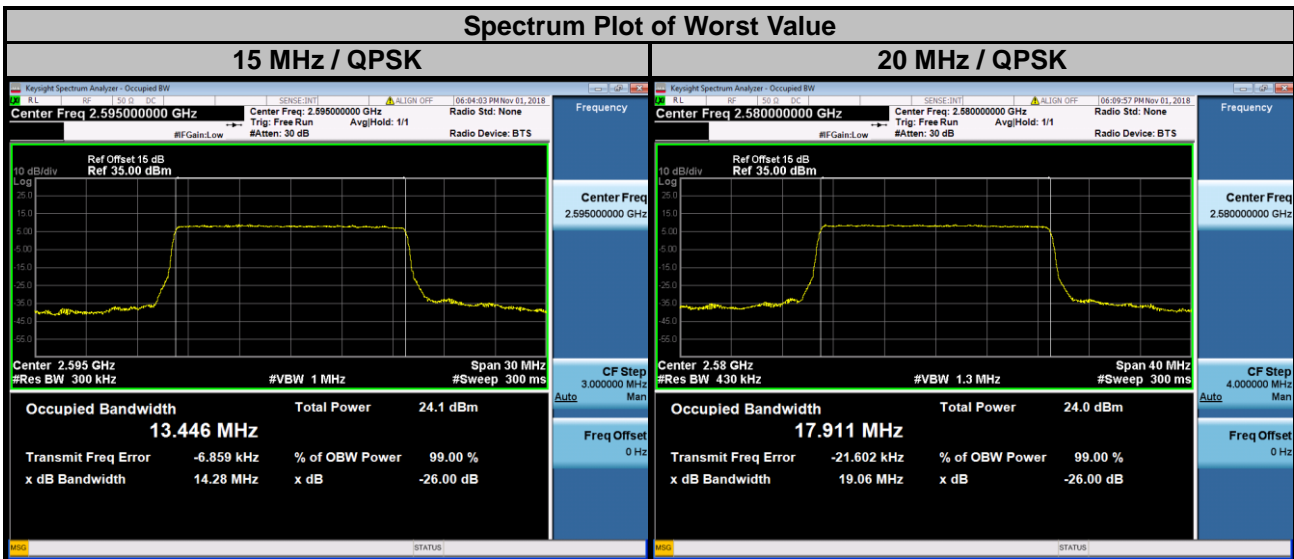 Spectrum Plot of Worst Value
15 MHz / QPSK
20 MHz / QPSK
Keysight Spectrum Analyzer - Occupied BW
RL RF 50 Ω DC SENSE:INT ALIGN OFF 06:04:03 PM Nov 01, 2018
Center Freq 2.595000000 GHz
Center Freq: 2.595000000 GHz
Radio Std: None
Trig: Free Run Avg|Hold: 1/1
#IFGain:Low #Atten: 30 dB
Radio Device: BTS
Ref Offset 15 dB
10 dB/div Ref 35.00 dBm
Log
25.0
15.0
5.00
-5.00
-15.0
-25.0
-35.0
-45.0
-55.0
Center 2.595 GHz Span 30 MHz
#Res BW 300 kHz #VBW 1 MHz #Sweep 300 ms
Occupied Bandwidth Total Power 24.1 dBm
13.446 MHz
Transmit Freq Error -6.859 kHz % of OBW Power 99.00 %
x dB Bandwidth 14.28 MHz x dB -26.00 dB
MSG STATUS
Frequency
Center Freq
2.595000000 GHz
CF Step
3.000000 MHz
Auto Man
Freq Offset
0 Hz
Keysight Spectrum Analyzer - Occupied BW
RL RF 50 Ω DC SENSE:INT ALIGN OFF 06:09:57 PM Nov 01, 2018
Center Freq 2.580000000 GHz
Center Freq: 2.580000000 GHz
Radio Std: None
Trig: Free Run Avg|Hold: 1/1
#IFGain:Low #Atten: 30 dB
Radio Device: BTS
Ref Offset 15 dB
10 dB/div Ref 35.00 dBm
Log
25.0
15.0
5.00
-5.00
-15.0
-25.0
-35.0
-45.0
-55.0
Center 2.58 GHz Span 40 MHz
#Res BW 430 kHz #VBW 1.3 MHz #Sweep 300 ms
Occupied Bandwidth Total Power 24.0 dBm
17.911 MHz
Transmit Freq Error -21.602 kHz % of OBW Power 99.00 %
x dB Bandwidth 19.06 MHz x dB -26.00 dB
MSG STATUS
Frequency
Center Freq
2.580000000 GHz
CF Step
4.000000 MHz
Auto Man
Freq Offset
0 Hz